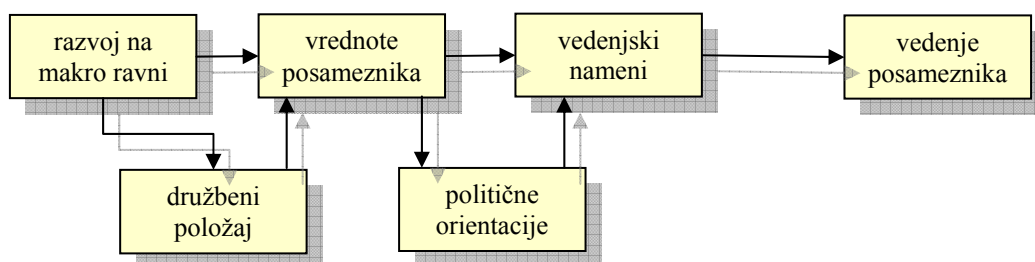 razvoj na
makro ravni
vrednote
posameznika
vedenjski
nameni
vedenje
posameznika
družbeni
položaj
politične
orientacije